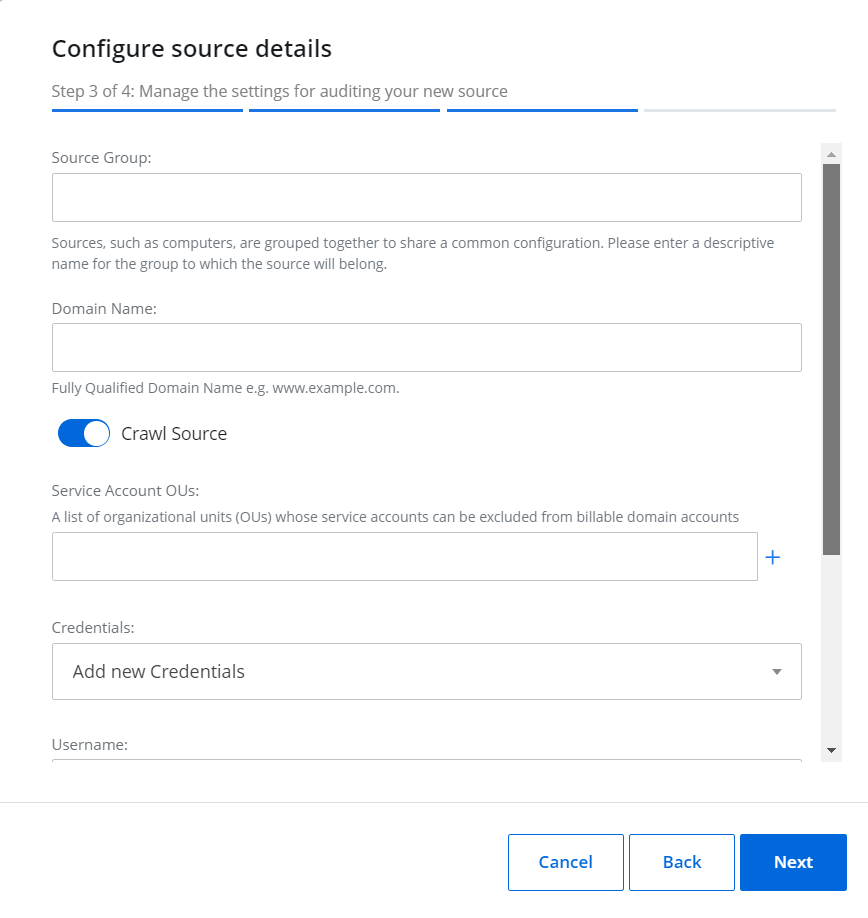 Configure source details
Step 3 of 4: Manage the settings for auditing your new source
Source Group:
Sources, such as computers, are grouped together to share a common configuration. Please enter a descriptive
name for the group to which the source will belong.
Domain Name:
Fully Qualified Domain Name e.g. www.example.com.
Crawl Source
Service Account OUs:
A list of organizational units (OUs) whose service accounts can be excluded from billable domain accounts
+
Credentials:
Add new Credentials
Username:
Cancel Back Next